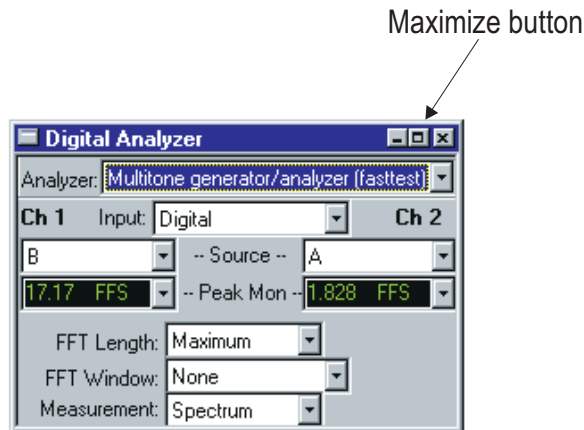 Maximize button
Digital Analyzer
Analyzer: Multitone generator/analyzer (fasttest)
Ch 1 Input: Digital Ch 2
B -- Source -- A
17.17 FFS -- Peak Mon -- 1.828 FFS
FFT Length: Maximum
FFT Window: None
Measurement: Spectrum